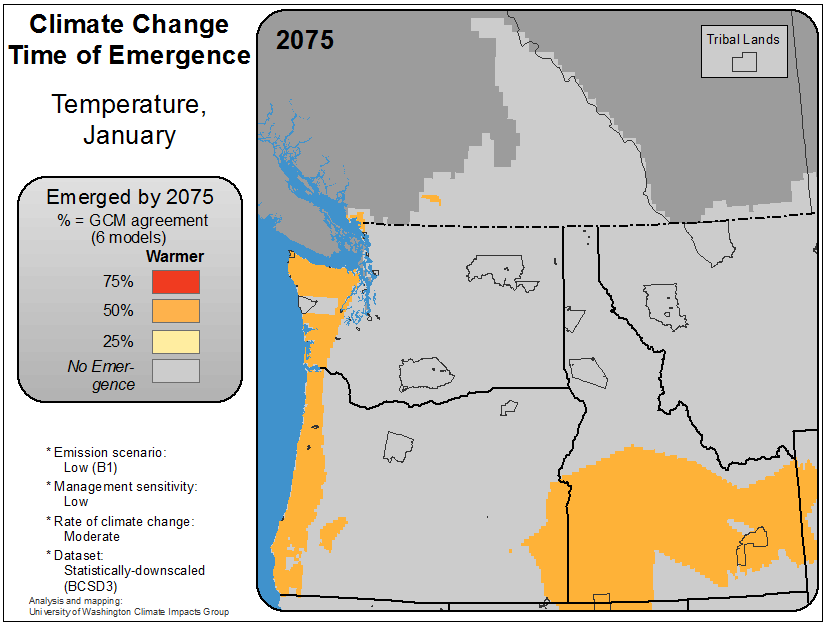 Climate Change
Time of Emergence
Temperature,
January
Emerged by 2075
% = GCM agreement
(6 models)
Warmer
75%
50%
25%
No Emer-
gence
* Emission scenario:
Low (B1)
* Management sensitivity:
Low
* Rate of climate change:
Moderate
* Dataset:
Statistically-downscaled
(BCSD3)
Analysis and mapping:
University of Washington Climate Impacts Group
2075
Tribal Lands